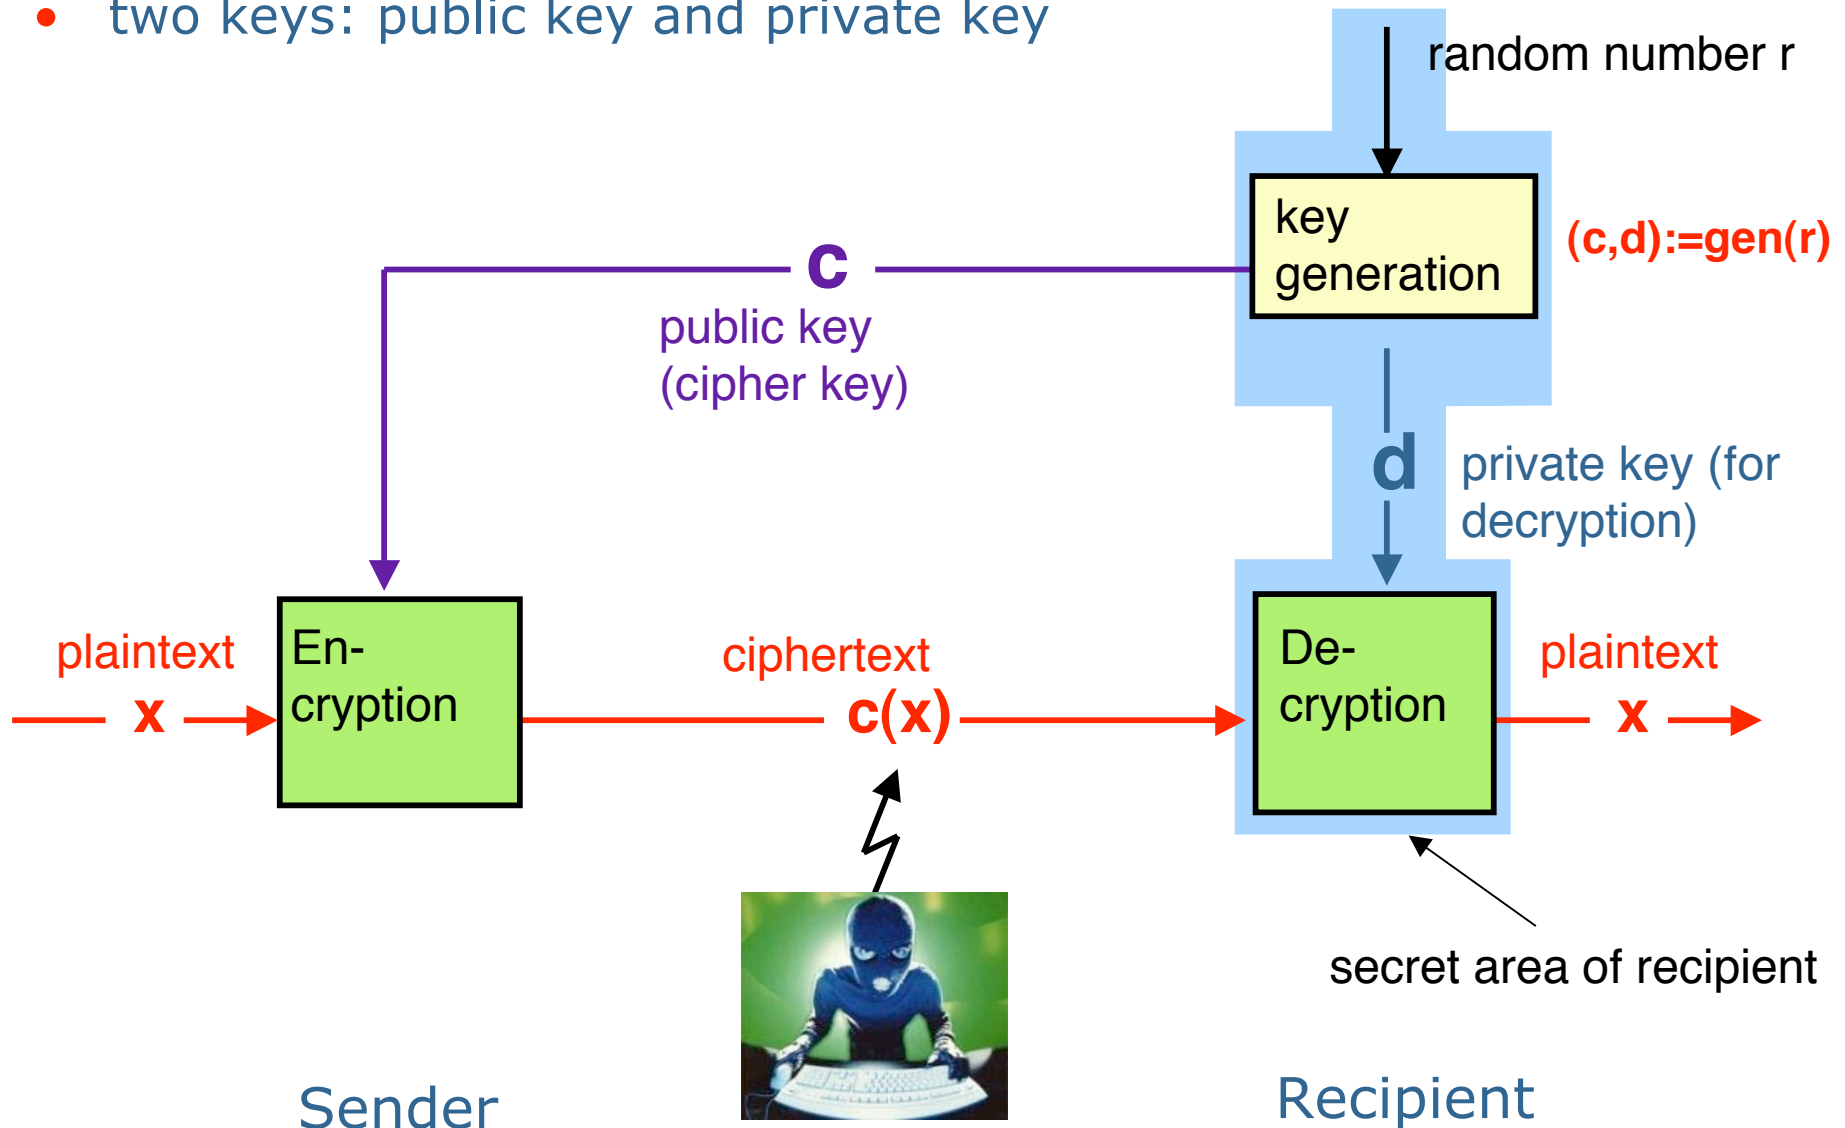 • two keys: public key and private key
random number r
key
generation
(c,d):=gen(r)
c
public key
(cipher key)
d
private key (for
decryption)
plaintext
x
En-
cryption
ciphertext
c(x)
De-
cryption
plaintext
x
secret area of recipient
Sender
Recipient